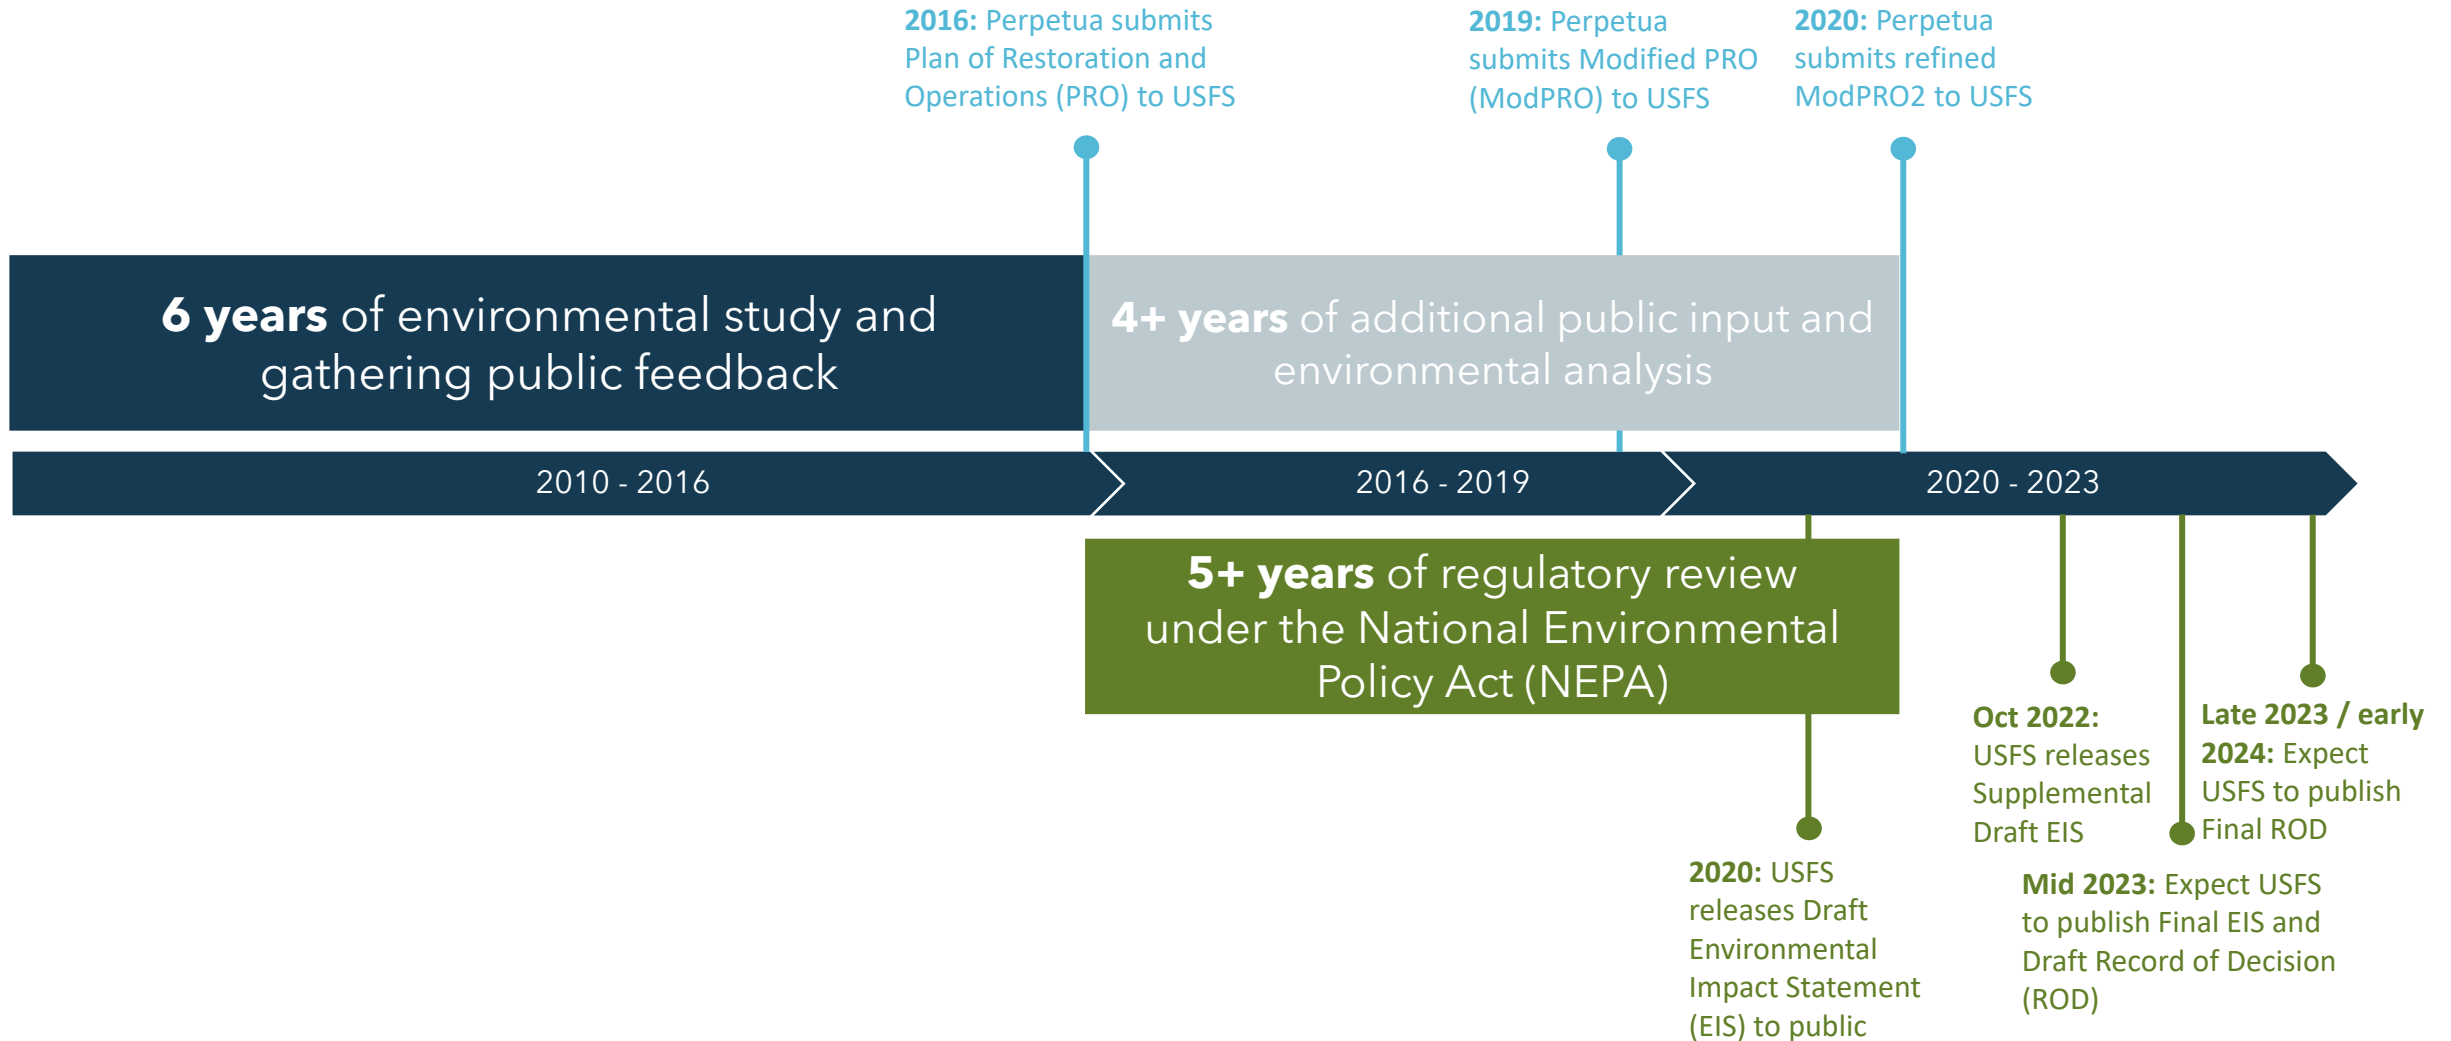 2016: Perpetua submits
Plan of Restoration and
Operations (PRO) to USFS
2019: Perpetua
submits Modified PRO
(ModPRO) to USFS
2020: Perpetua
submits refined
ModPRO2 to USFS
6 years of environmental study and
gathering public feedback
4+ years of additional public input and
environmental analysis
2010 - 2016
2016 - 2019
2020 - 2023
5+ years of regulatory review
under the National Environmental
Policy Act (NEPA)
2020: USFS
releases Draft
Environmental
Impact Statement
(EIS) to public
Oct 2022:
USFS releases
Supplemental
Draft EIS
Mid 2023: Expect USFS
to publish Final EIS and
Draft Record of Decision
(ROD)
Late 2023 / early
2024: Expect
USFS to publish
Final ROD